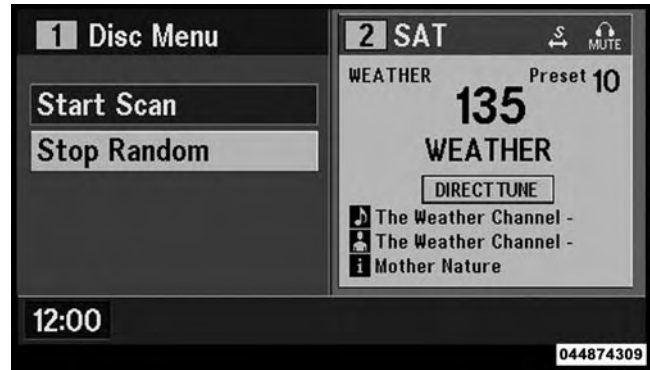 1 Disc Menu
Start Scan
Stop Random
2 SAT S MUTE
WEATHER Preset 10
135
WEATHER
DIRECT TUNE
The Weather Channel -
The Weather Channel -
i Mother Nature
12:00
044874309